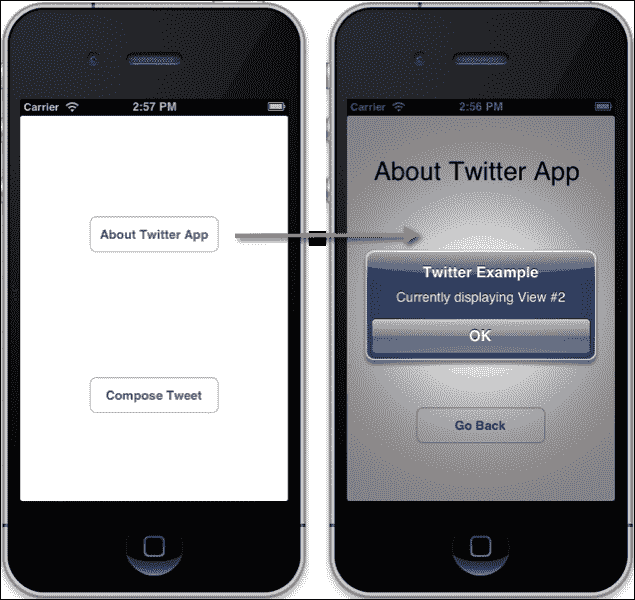 Carrier 2:57 PM
About Twitter App
Compose Tweet
Carrier 2:56 PM
About Twitter App
Twitter Example
Currently displaying View #2
OK
Go Back